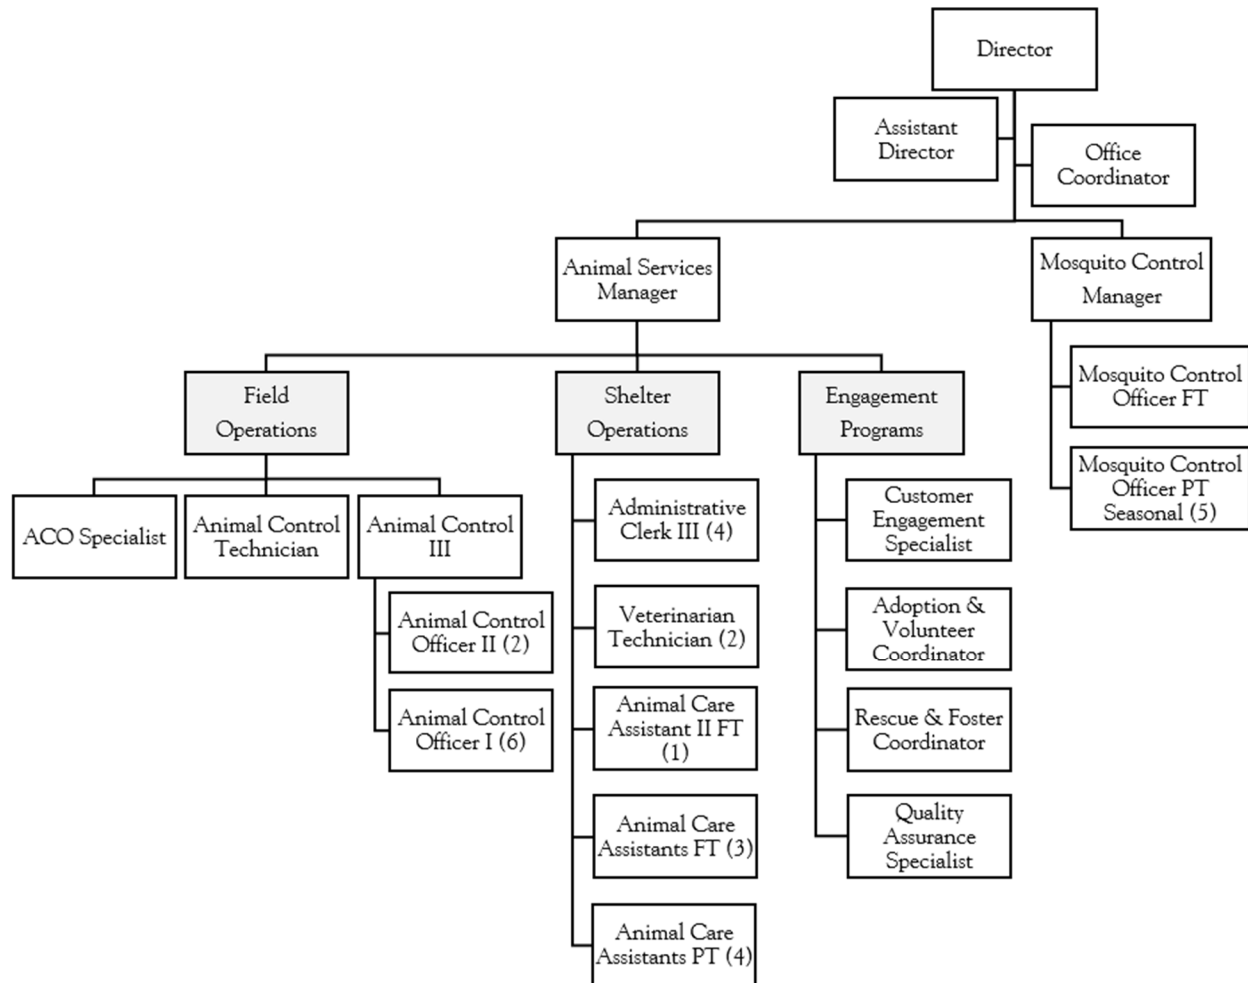 Director
Assistant
Director
Office
Coordinator
Animal Services
Manager
Mosquito Control
Manager
Field
Operations
Shelter
Operations
Engagement
Programs
Mosquito Control
Officer FT
Mosquito Control
Officer PT
Seasonal (5)
ACO Specialist
Animal Control
Technician
Animal Control
III
Animal Control
Officer II (2)
Animal Control
Officer I (6)
Administrative
Clerk III (4)
Veterinarian
Technician (2)
Animal Care
Assistant II FT
(1)
Animal Care
Assistants FT (3)
Animal Care
Assistants PT (4)
Customer
Engagement
Specialist
Adoption &
Volunteer
Coordinator
Rescue & Foster
Coordinator
Quality
Assurance
Specialist